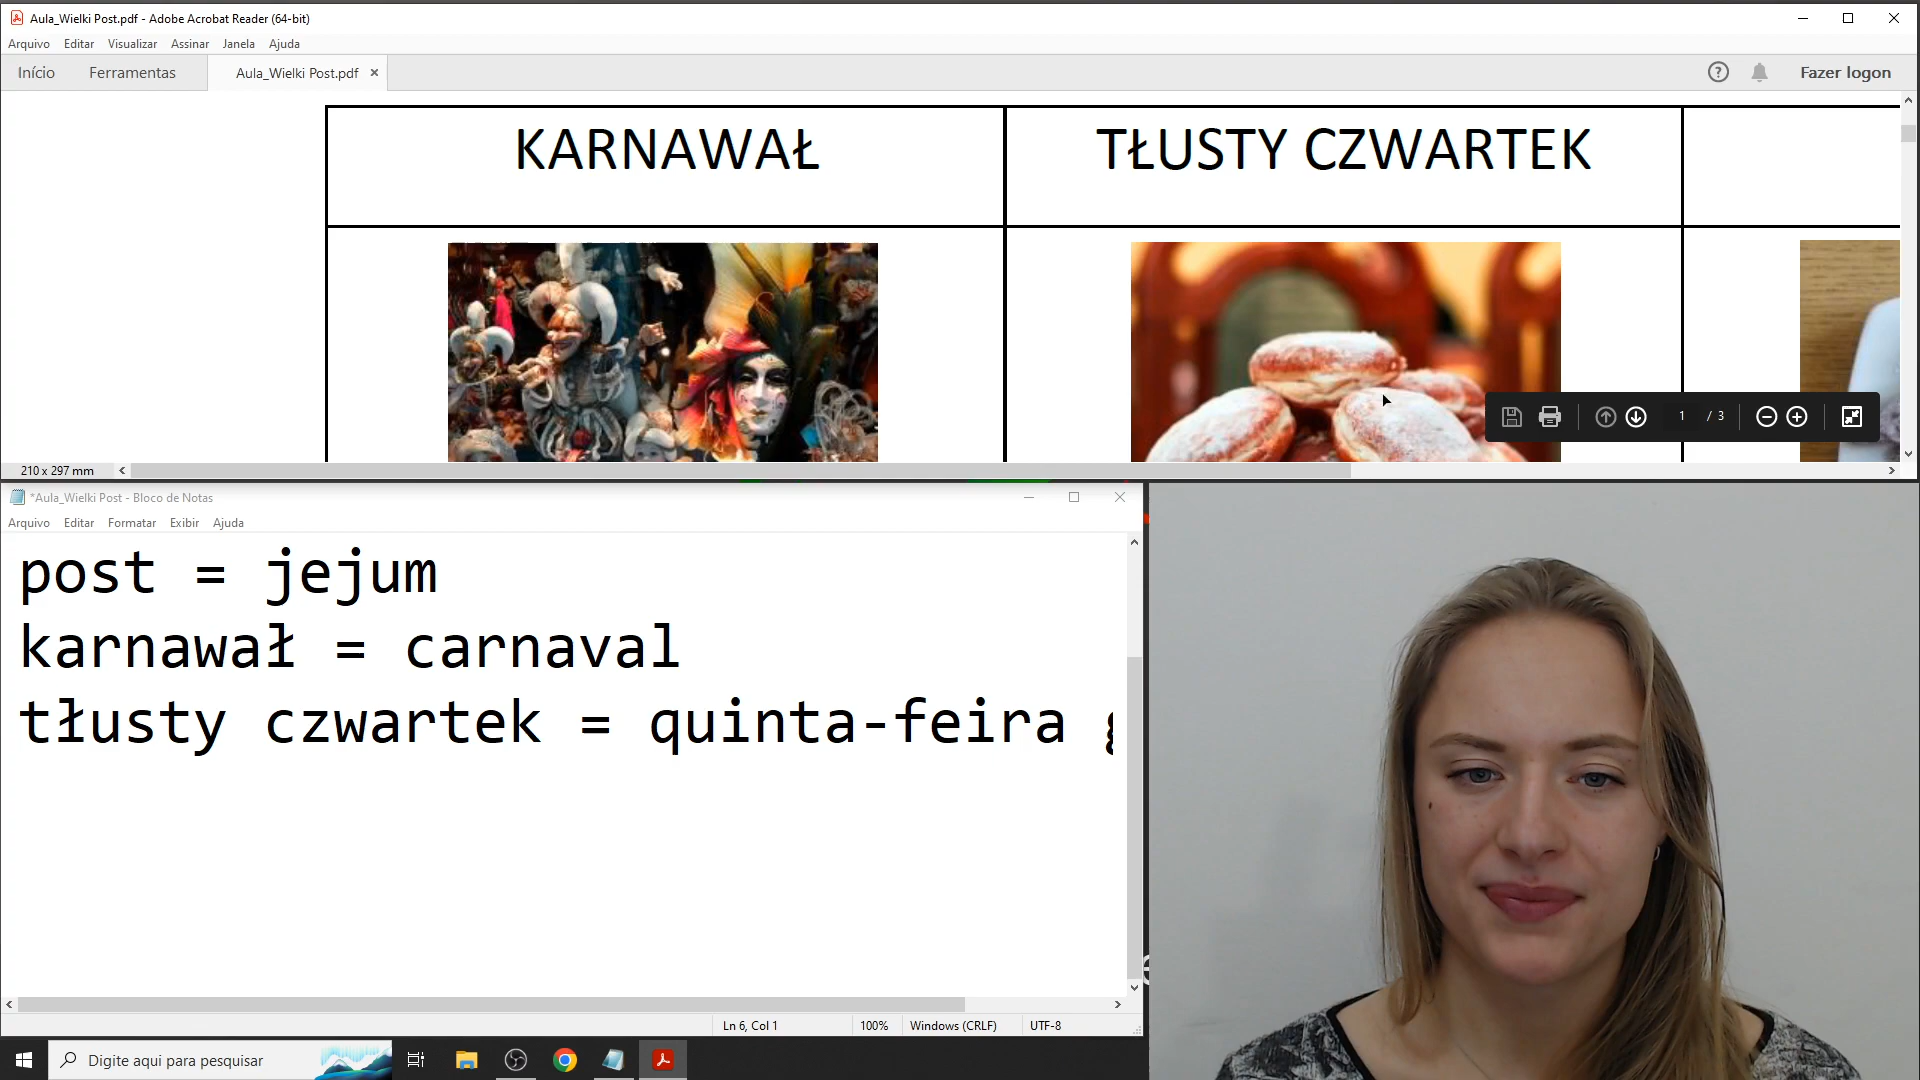 Aula_Wielki Post.pdf - Adobe Acrobat Reader (64-bit)
Arquivo Editar Visualizar Assinar Janela Ajuda
Início Ferramentas Aula_Wielki Post.pdf Fazer logon
KARNAWAŁ TŁUSTY CZWARTEK
1 / 3
210 x 297 mm
*Aula_Wielki Post - Bloco de Notas
Arquivo Editar Formatar Exibir Ajuda
post = jejum
karnawał = carnaval
tłusty czwartek = quinta-feira
Ln 6, Col 1 100% Windows (CRLF) UTF-8
Digite aqui para pesquisar